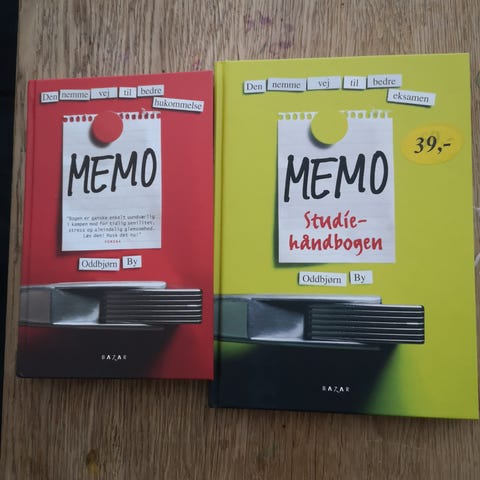 Den nemme vej til bedre
hukommelse
MEMO
"Bogen er ganske enkelt uundværlig
i kampen mod for tidlig senilitet,
stress og almindelig glemsomhed.
Læs den! Husk det nu!"
FEMINA
Oddbjørn By
BAZAR
Den nemme vej til bedre
eksamen
39,-
MEMO
Studie-
håndbogen
Oddbjørn By
BAZAR